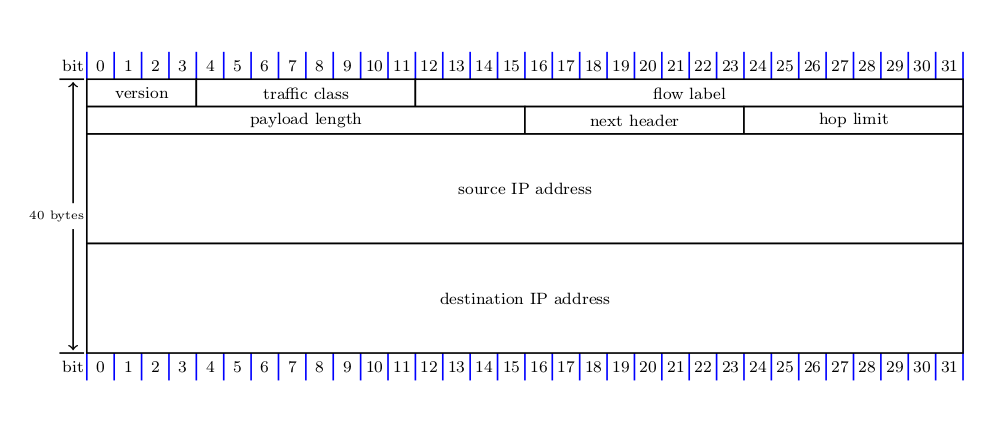 bit 0 1 2 3 4 5 6 7 8 9 10 11 12 13 14 15 16 17 18 19 20 21 22 23 24 25 26 27 28 29 30 31
version traffic class flow label
payload length next header hop limit
source IP address
40 bytes
destination IP address
bit 0 1 2 3 4 5 6 7 8 9 10 11 12 13 14 15 16 17 18 19 20 21 22 23 24 25 26 27 28 29 30 31